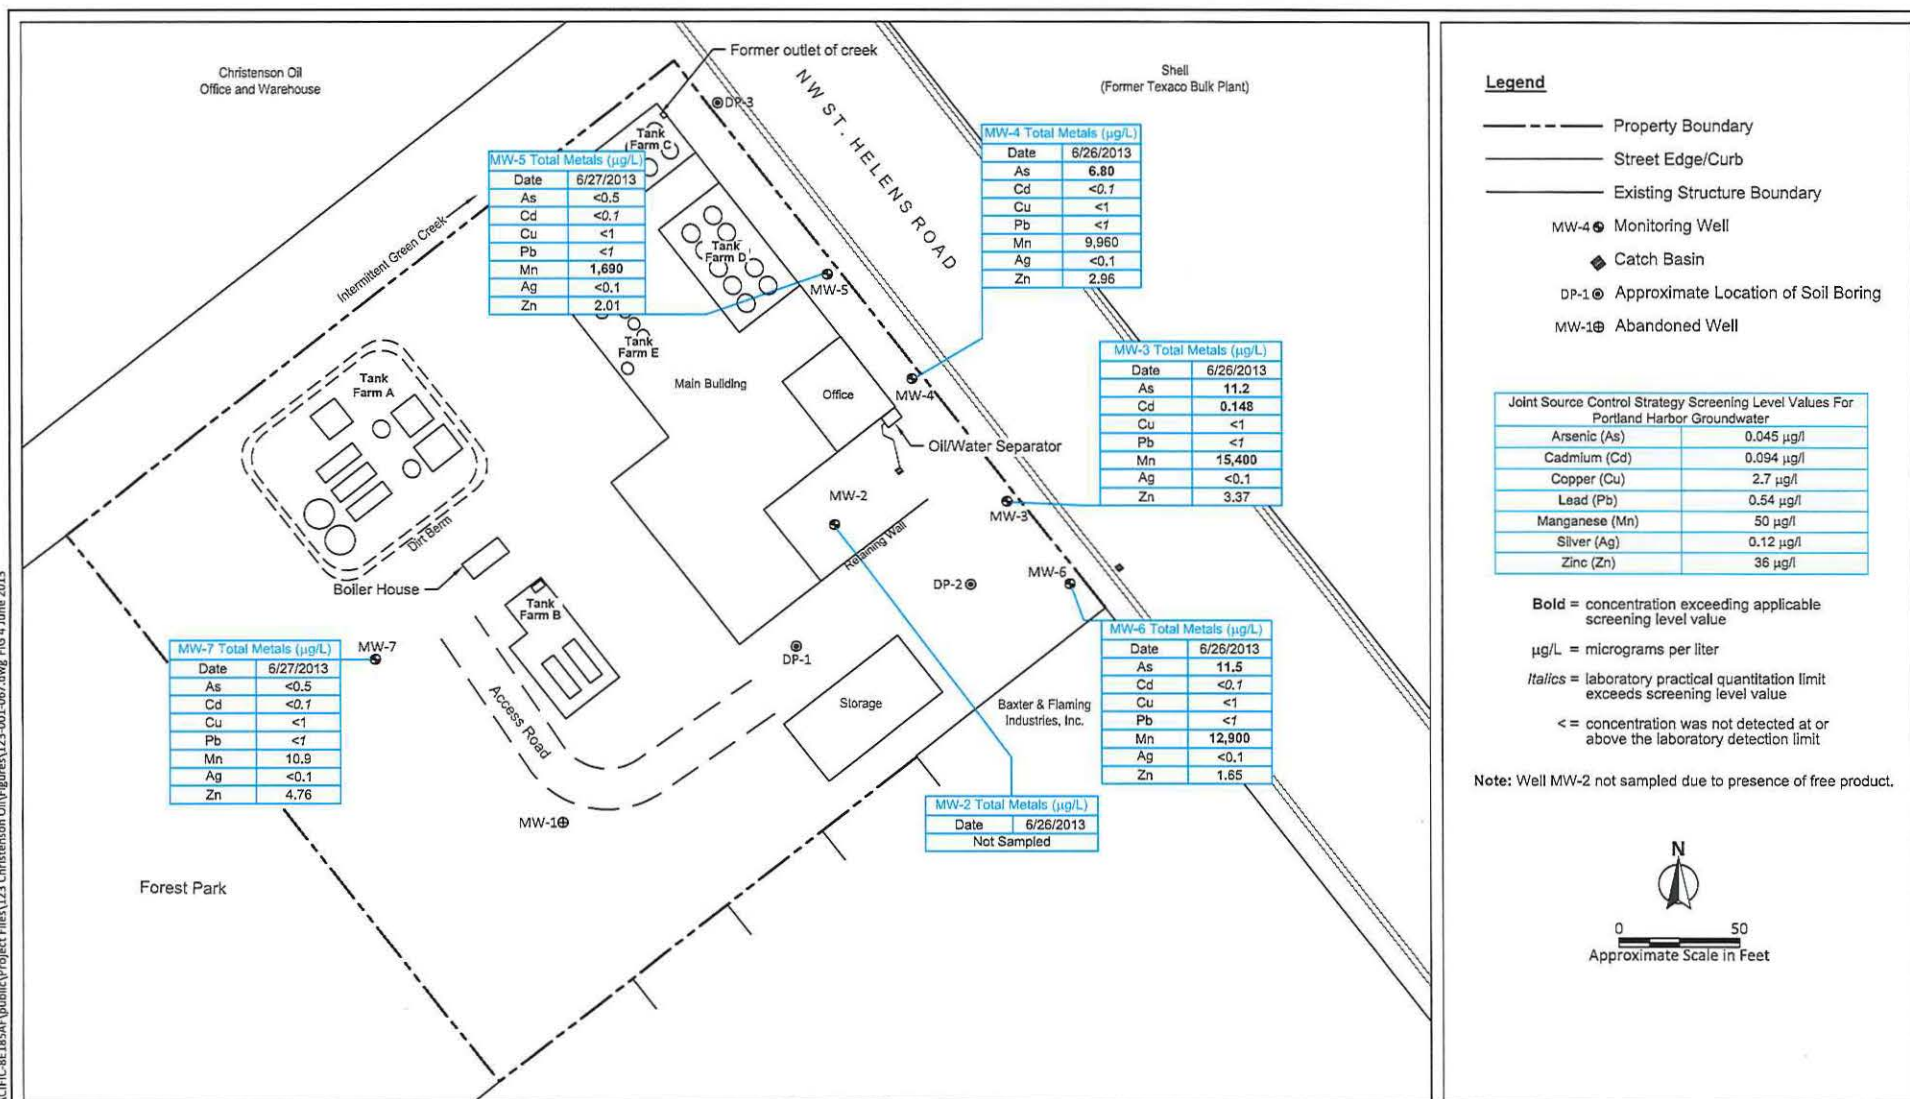 Christenson Oil
Office and Warehouse
Former outlet of creek
Shell
(Former Texaco Bulk Plant)
NW ST. HELENS ROAD
DP-3
Tank
Farm C
MW-5 Total Metals (µg/L)
Date 6/27/2013
As <0.5
Cd <0.1
Cu <1
Pb <1
Mn 1,690
Ag <0.1
Zn 2.01
MW-4 Total Metals (µg/L)
Date 6/26/2013
As 6.80
Cd <0.1
Cu <1
Pb <1
Mn 9,960
Ag <0.1
Zn 2.96
Intermittent Green Creek
Tank
Farm D
MW-5
Tank
Farm E
Main Building
Office
MW-4
Tank
Farm A
Oil/Water Separator
MW-3 Total Metals (µg/L)
Date 6/26/2013
As 11.2
Cd 0.148
Cu <1
Pb <1
Mn 15,400
Ag <0.1
Zn 3.37
MW-2
MW-3
Retaining Wall
Dirt Berm
Boiler House
Tank
Farm B
DP-2
MW-6
MW-7 Total Metals (µg/L)
Date 6/27/2013
As <0.5
Cd <0.1
Cu <1
Pb <1
Mn 10.9
Ag <0.1
Zn 4.76
MW-7
DP-1
Access Road
Storage
Baxter & Flaming
Industries, Inc.
MW-6 Total Metals (µg/L)
Date 6/26/2013
As 11.5
Cd <0.1
Cu <1
Pb <1
Mn 12,900
Ag <0.1
Zn 1.65
MW-2 Total Metals (µg/L)
Date 6/26/2013
Not Sampled
MW-1
Forest Park
Legend
Property Boundary
Street Edge/Curb
Existing Structure Boundary
MW-4 Monitoring Well
Catch Basin
DP-1 Approximate Location of Soil Boring
MW-1 Abandoned Well
Joint Source Control Strategy Screening Level Values For
Portland Harbor Groundwater
Arsenic (As) 0.045 µg/l
Cadmium (Cd) 0.094 µg/l
Copper (Cu) 2.7 µg/l
Lead (Pb) 0.54 µg/l
Manganese (Mn) 50 µg/l
Silver (Ag) 0.12 µg/l
Zinc (Zn) 36 µg/l
Bold = concentration exceeding applicable
screening level value
µg/L = micrograms per liter
Italics = laboratory practical quantitation limit
exceeds screening level value
< = concentration was not detected at or
above the laboratory detection limit
Note: Well MW-2 not sampled due to presence of free product.
N
0 50
Approximate Scale in Feet